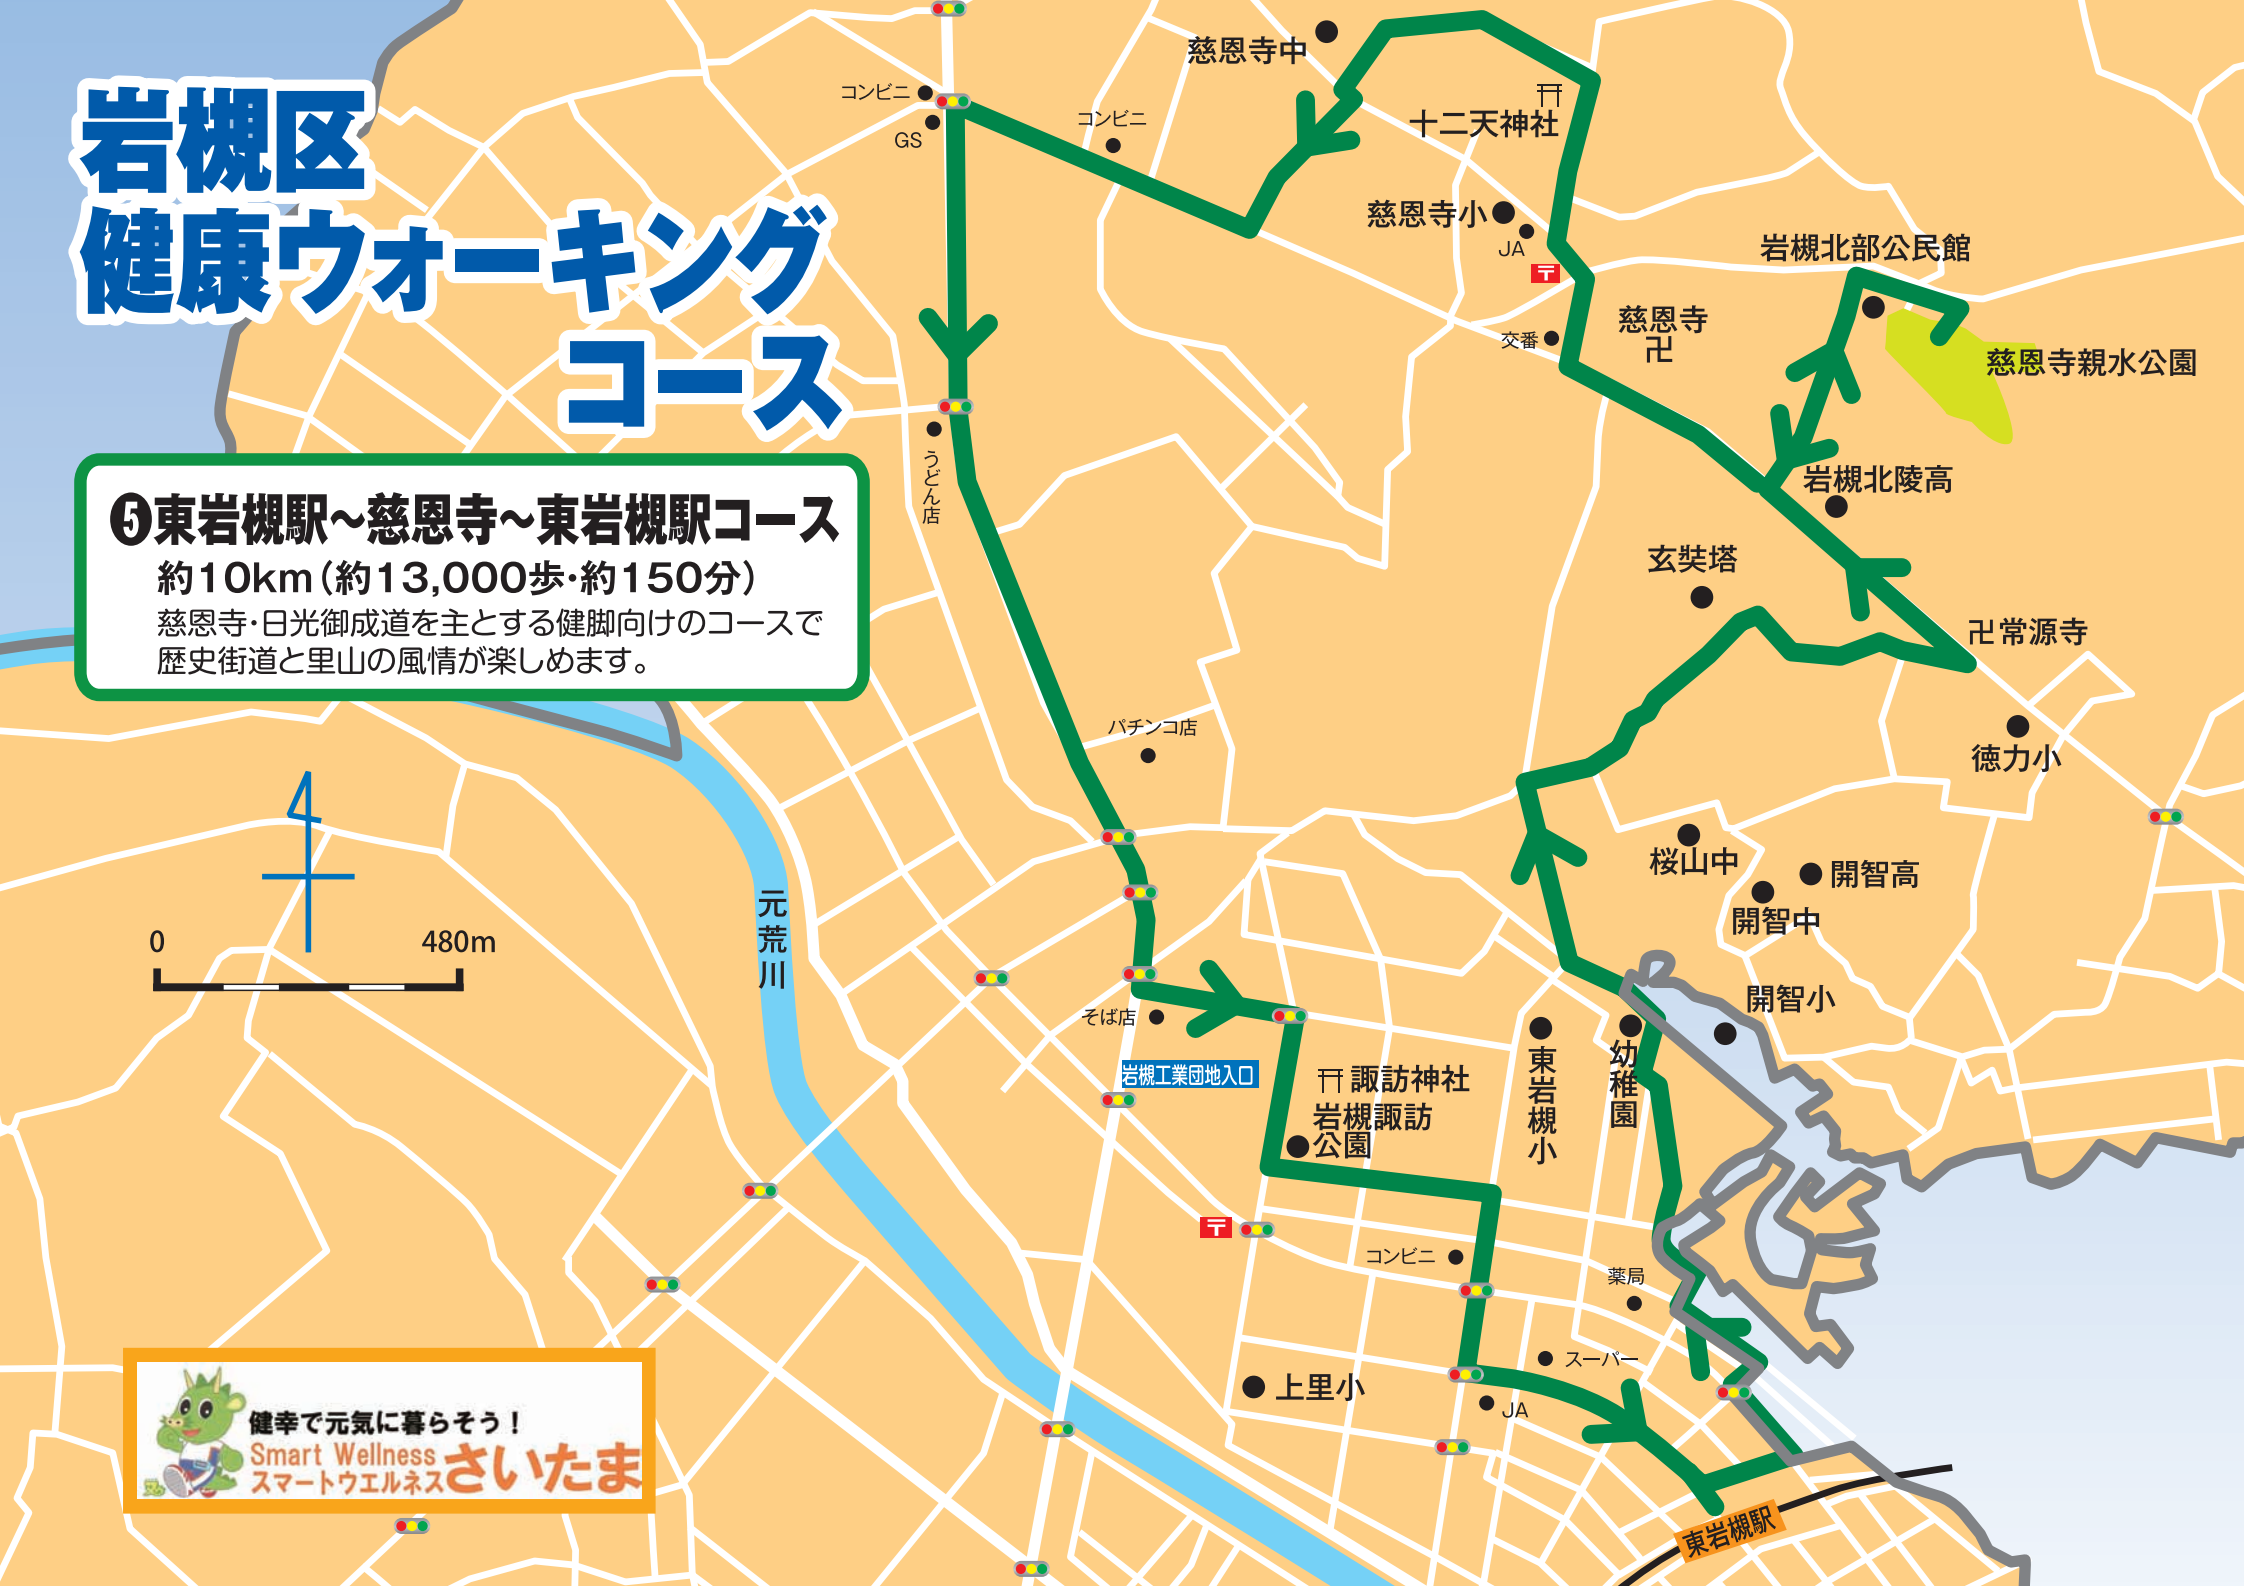 岩槻区
健康ウォーキング
コース
❺東岩槻駅～慈恩寺～東岩槻駅コース
約10km(約13,000歩・約150分)
慈恩寺・日光御成道を主とする健脚向けのコースで
歴史街道と里山の風情が楽しめます。
慈恩寺中
コンビニ
GS
コンビニ
十二天神社
慈恩寺小
JA
〒
岩槻北部公民館
慈恩寺
卍
交番
慈恩寺親水公園
うどん店
岩槻北陵高
玄奘塔
卍常源寺
パチンコ店
徳力小
桜山中
開智高
開智中
元荒川
0
480m
開智小
そば店
岩槻工業団地入口
諏訪神社
岩槻諏訪
公園
東岩槻小
幼稚園
〒
コンビニ
薬局
スーパー
上里小
JA
健幸で元気に暮らそう！
Smart Wellness
スマートウエルネス
さいたま
東岩槻駅